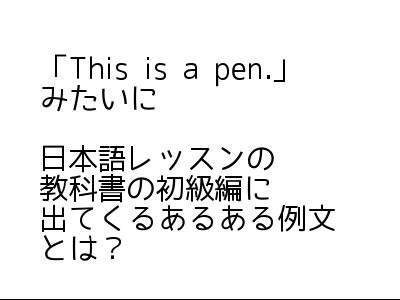 「This is a pen.」
みたいに
日本語レッスンの
教科書の初級編に
出てくるあるある例文
とは？